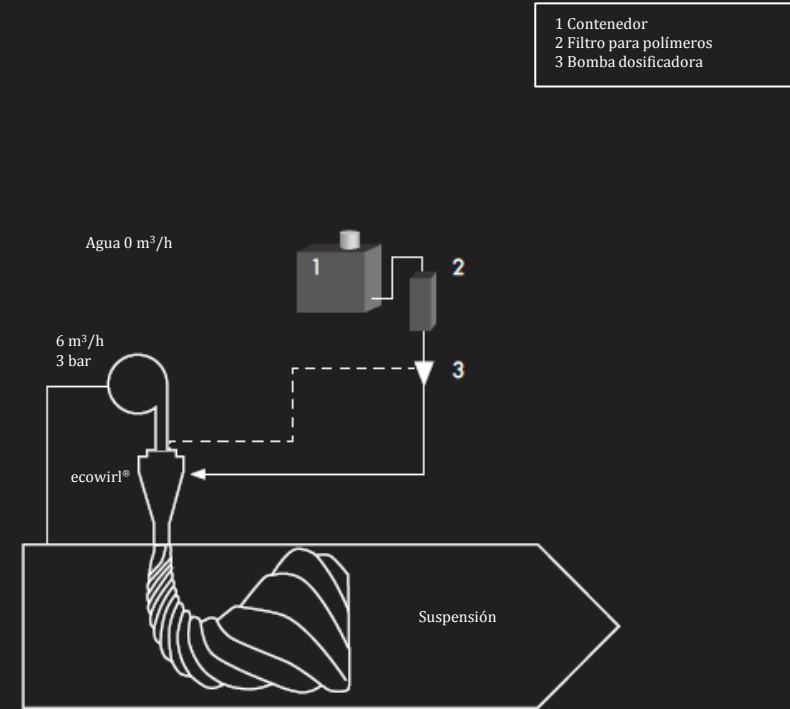 1 Contenedor
2 Filtro para polímeros
3 Bomba dosificadora
Agua 0 m³/h
1
2
6 m³/h
3 bar
3
ecowirl®
Suspensión